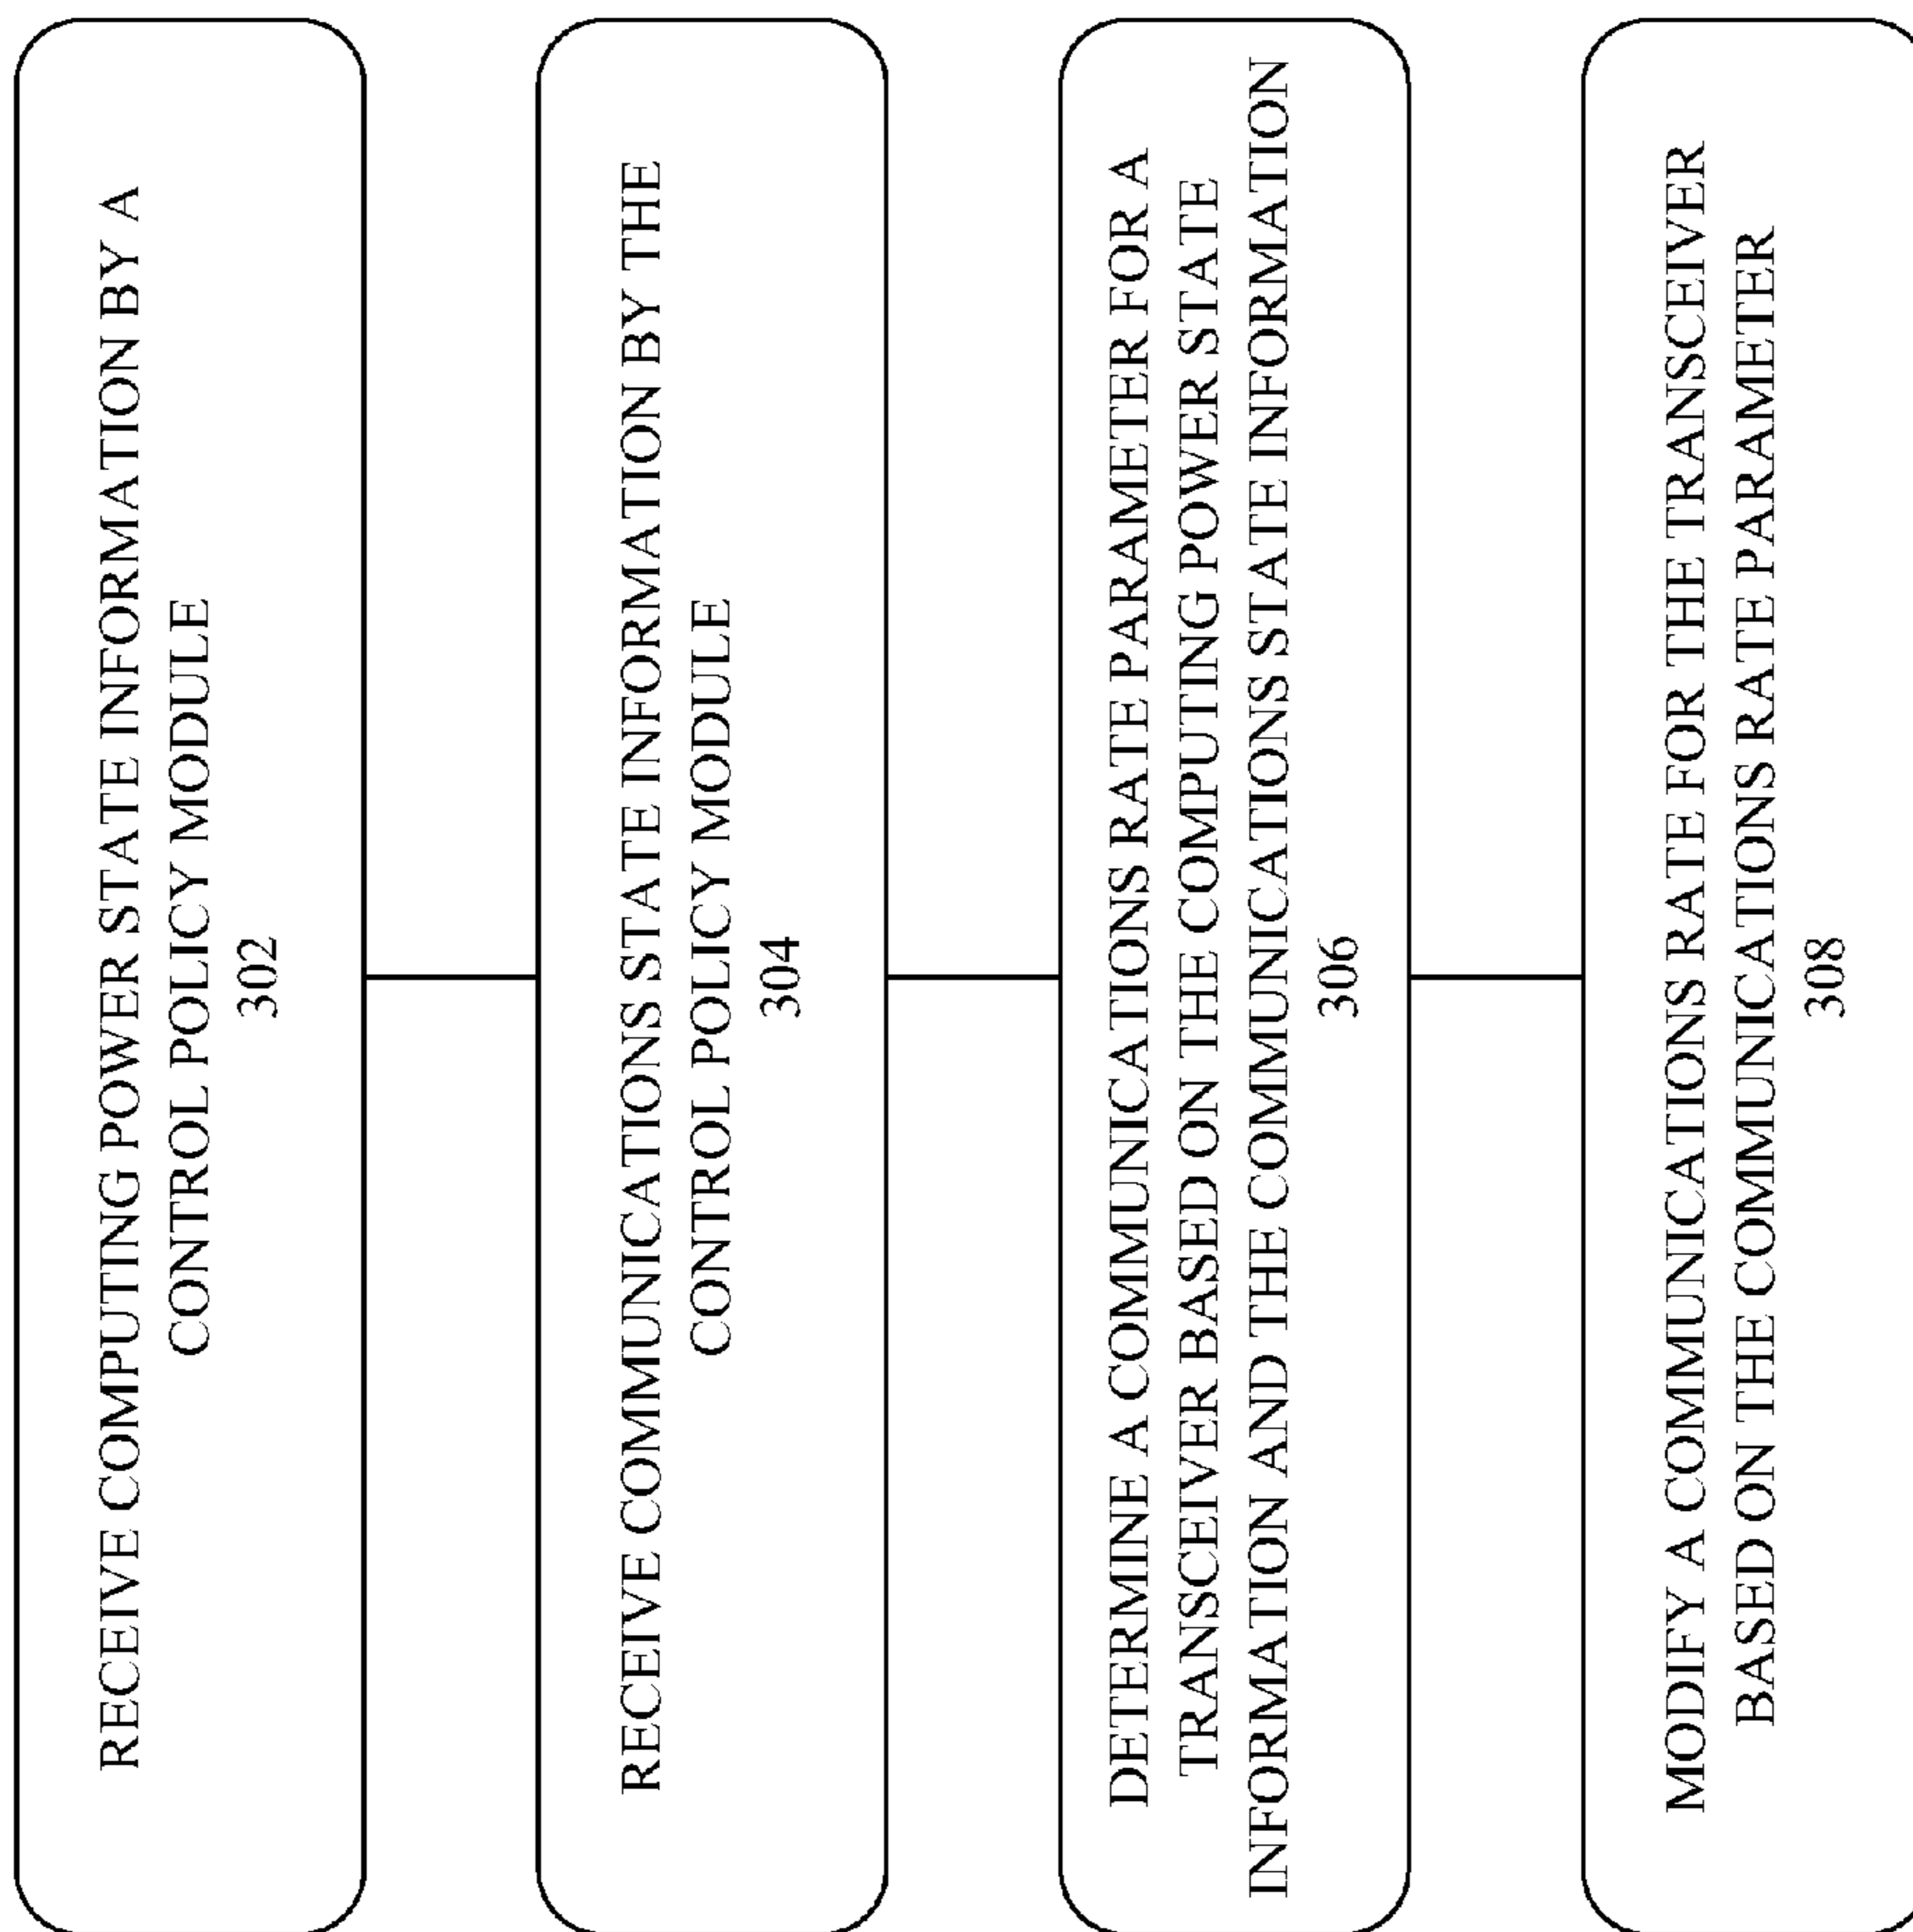 RECEIVE COMPUTING POWER STATE INFORMATION BY A
CONTROL POLICY MODULE
302
RECEIVE COMMUNICATIONS STATE INFORMATION BY THE
CONTROL POLICY MODULE
304
DETERMINE A COMMUNICATIONS RATE PARAMETER FOR A
TRANSCEIVER BASED ON THE COMPUTING POWER STATE
INFORMATION AND THE COMMUNICATIONS STATE INFORMATION
306
MODIFY A COMMUNICATIONS RATE FOR THE TRANSCEIVER
BASED ON THE COMMUNICATIONS RATE PARAMETER
308